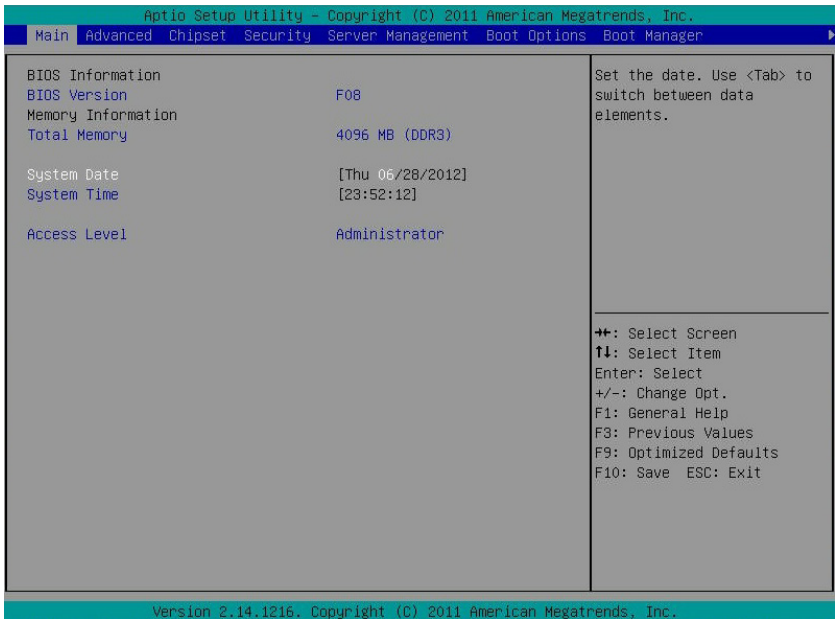 Aptio Setup Utility - Copyright (C) 2011 American Megatrends, Inc.
Main Advanced Chipset Security Server Management Boot Options Boot Manager
BIOS Information
BIOS Version F08
Memory Information
Total Memory 4096 MB (DDR3)
System Date [Thu 06/28/2012]
System Time [23:52:12]
Access Level Administrator
Set the date. Use <Tab> to
switch between data
elements.
→←: Select Screen
↑↓: Select Item
Enter: Select
+/-: Change Opt.
F1: General Help
F3: Previous Values
F9: Optimized Defaults
F10: Save ESC: Exit
Version 2.14.1216. Copyright (C) 2011 American Megatrends, Inc.